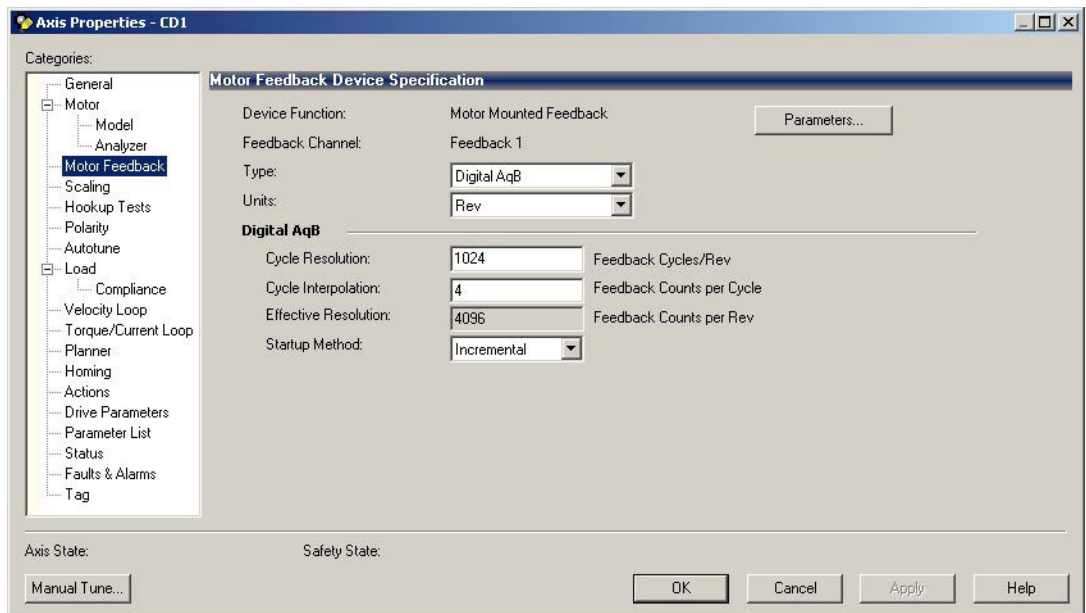 Axis Properties - CD1
Categories:
General
Motor
Model
Analyzer
Motor Feedback
Scaling
Hookup Tests
Polarity
Autotune
Load
Compliance
Velocity Loop
Torque/Current Loop
Planner
Homing
Actions
Drive Parameters
Parameter List
Status
Faults & Alarms
Tag
Motor Feedback Device Specification
Device Function: Motor Mounted Feedback Parameters...
Feedback Channel: Feedback 1
Type: Digital AqB
Units: Rev
Digital AqB
Cycle Resolution: 1024 Feedback Cycles/Rev
Cycle Interpolation: 4 Feedback Counts per Cycle
Effective Resolution: 4096 Feedback Counts per Rev
Startup Method: Incremental
Axis State: Safety State:
Manual Tune... OK Cancel Apply Help